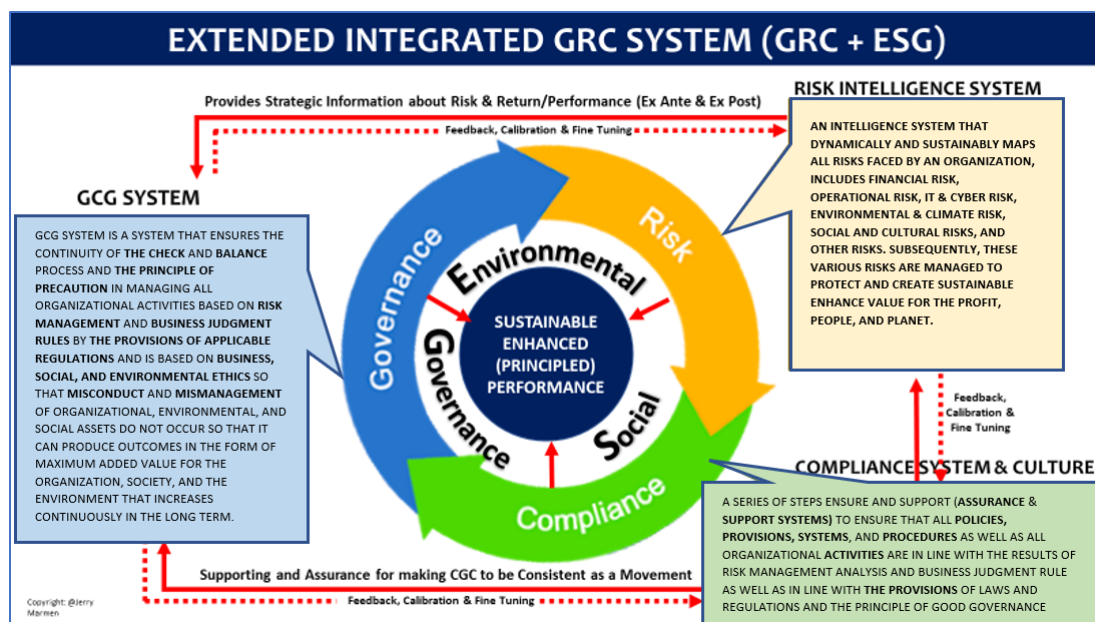 EXTENDED INTEGRATED GRC SYSTEM (GRC + ESG)
Provides Strategic Information about Risk & Return/Performance (Ex Ante & Ex Post)
Feedback, Calibration & Fine Tuning
RISK INTELLIGENCE SYSTEM
AN INTELLIGENCE SYSTEM THAT
DYNAMICALLY AND SUSTAINABLY MAPS
ALL RISKS FACED BY AN ORGANIZATION,
INCLUDES FINANCIAL RISK,
OPERATIONAL RISK, IT & CYBER RISK,
ENVIRONMENTAL & CLIMATE RISK,
SOCIAL AND CULTURAL RISKS, AND
OTHER RISKS. SUBSEQUENTLY, THESE
VARIOUS RISKS ARE MANAGED TO
PROTECT AND CREATE SUSTAINABLE
ENHANCE VALUE FOR THE PROFIT,
PEOPLE, AND PLANET.
GCG SYSTEM
GCG SYSTEM IS A SYSTEM THAT ENSURES THE
CONTINUITY OF THE CHECK AND BALANCE
PROCESS AND THE PRINCIPLE OF
PRECAUTION IN MANAGING ALL
ORGANIZATIONAL ACTIVITIES BASED ON RISK
MANAGEMENT AND BUSINESS JUDGMENT
RULES BY THE PROVISIONS OF APPLICABLE
REGULATIONS AND IS BASED ON BUSINESS,
SOCIAL, AND ENVIRONMENTAL ETHICS SO
THAT MISCONDUCT AND MISMANAGEMENT
OF ORGANIZATIONAL, ENVIRONMENTAL, AND
SOCIAL ASSETS DO NOT OCCUR SO THAT IT
CAN PRODUCE OUTCOMES IN THE FORM OF
MAXIMUM ADDED VALUE FOR THE
ORGANIZATION, SOCIETY, AND THE
ENVIRONMENT THAT INCREASES
CONTINUOUSLY IN THE LONG TERM.
Governance
Risk
Compliance
Environmental
Social
Governance
SUSTAINABLE
ENHANCED
(PRINCIPLED)
PERFORMANCE
Feedback,
Calibration &
Fine Tuning
COMPLIANCE SYSTEM & CULTURE
A SERIES OF STEPS ENSURE AND SUPPORT (ASSURANCE &
SUPPORT SYSTEMS) TO ENSURE THAT ALL POLICIES,
PROVISIONS, SYSTEMS, AND PROCEDURES AS WELL AS ALL
ORGANIZATIONAL ACTIVITIES ARE IN LINE WITH THE RESULTS OF
RISK MANAGEMENT ANALYSIS AND BUSINESS JUDGMENT RULE
AS WELL AS IN LINE WITH THE PROVISIONS OF LAWS AND
REGULATIONS AND THE PRINCIPLE OF GOOD GOVERNANCE
Supporting and Assurance for making CGC to be Consistent as a Movement
Feedback, Calibration & Fine Tuning
Copyright: @Jerry
Marmen